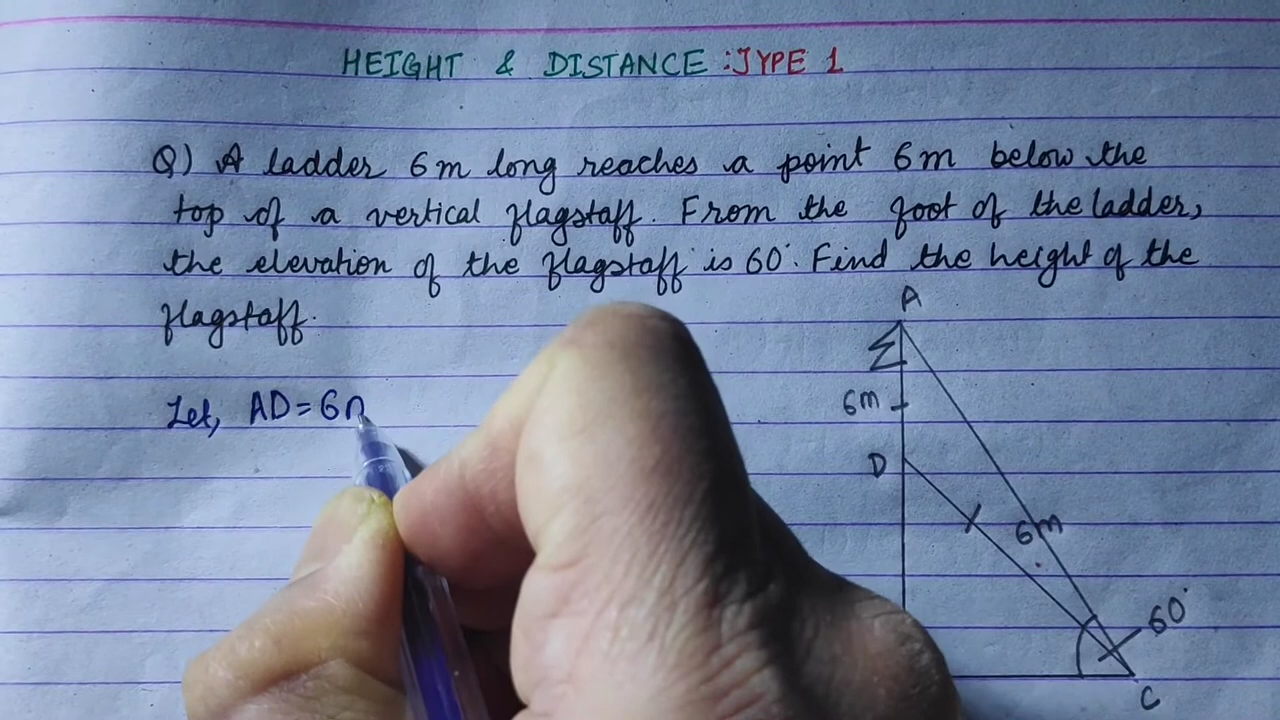 HEIGHT & DISTANCE :TYPE 1
Q) A ladder 6m long reaches a point 6m below the
top of a vertical flagstaff. From the foot of the ladder,
the elevation of the flagstaff is 60°. Find the height of the
flagstaff.
A
Let, AD=6m
6m
D
6m
60°
C